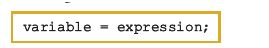 variable = expression;